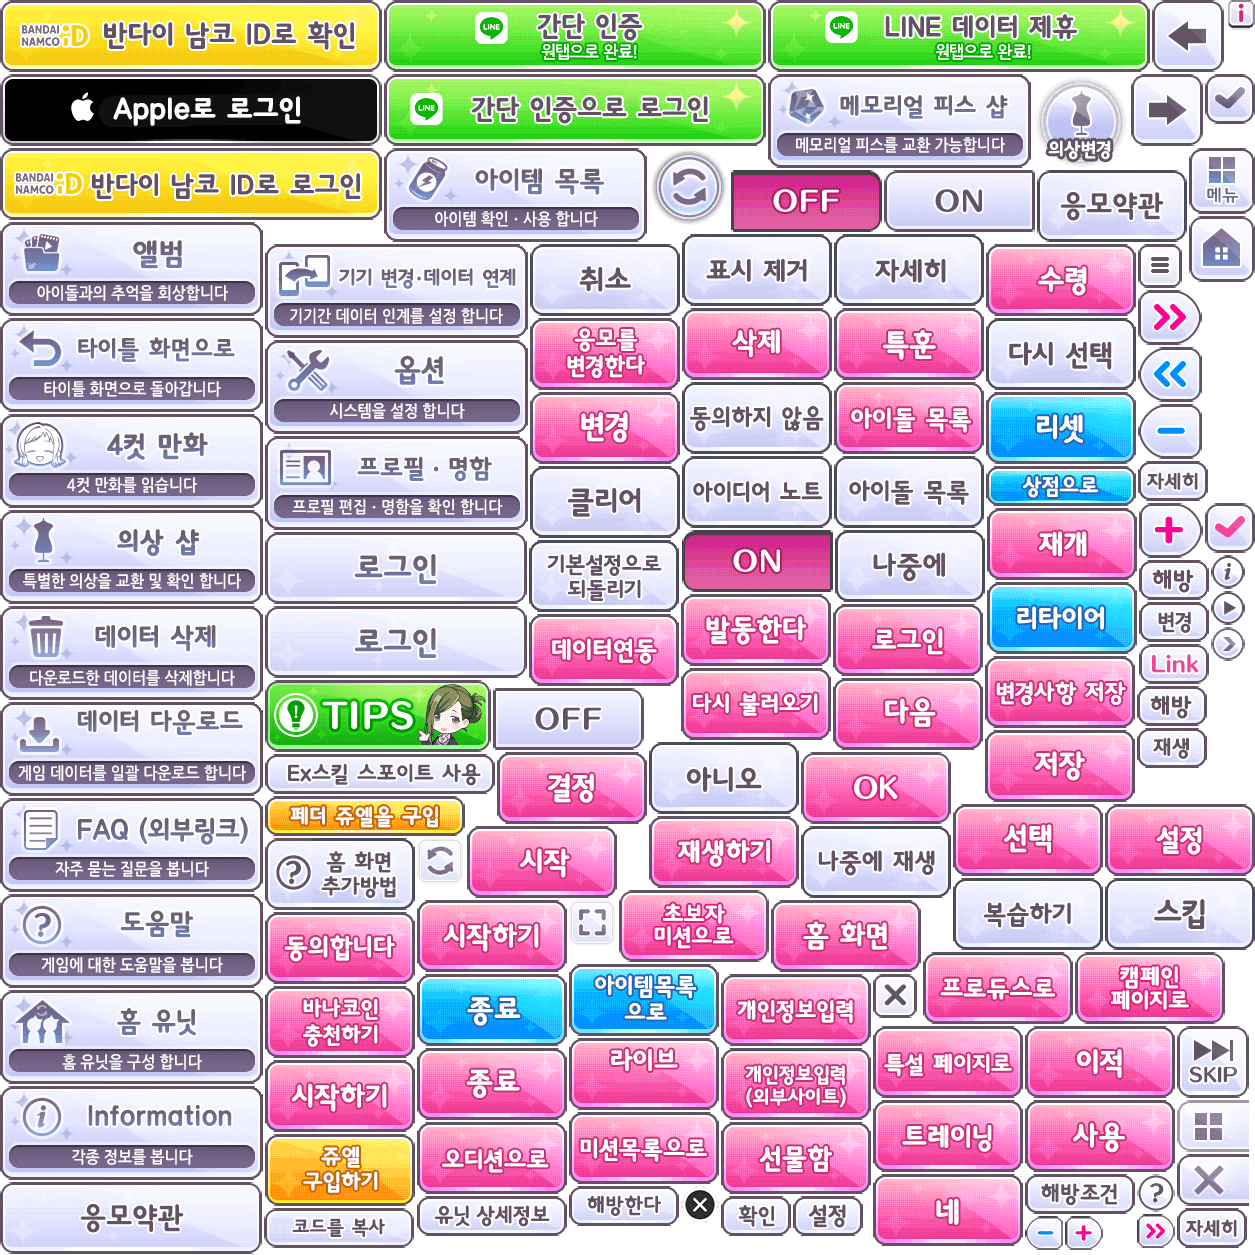 BANDAI NAMCO iD 반다이 남코 ID로 확인
LINE 간단 인증
원탭으로 완료!
LINE LINE 데이터 제휴
원탭으로 완료!
i
Apple로 로그인
LINE 간단 인증으로 로그인
메모리얼 피스 샵
메모리얼 피스를 교환 가능합니다
의상변경
BANDAI NAMCO iD 반다이 남코 ID로 로그인
아이템 목록
아이템 확인 · 사용 합니다
OFF
ON
응모약관
메뉴
앨범
아이돌과의 추억을 회상합니다
타이틀 화면으로
타이틀 화면으로 돌아갑니다
4컷 만화
4컷 만화를 읽습니다
의상 샵
특별한 의상을 교환 및 확인 합니다
데이터 삭제
다운로드한 데이터를 삭제합니다
데이터 다운로드
게임 데이터를 일괄 다운로드 합니다
FAQ (외부링크)
자주 묻는 질문을 봅니다
?
도움말
게임에 대한 도움말을 봅니다
홈 유닛
홈 유닛을 구성 합니다
i
Information
각종 정보를 봅니다
응모약관
기기 변경·데이터 연계
기기간 데이터 인계를 설정 합니다
옵션
시스템을 설정 합니다
프로필 · 명함
프로필 편집 · 명함을 확인 합니다
로그인
로그인
TIPS
OFF
Ex스킬 스포이트 사용
페더 쥬엘을 구입
?
홈 화면
추가방법
동의합니다
바나코인
충천하기
시작하기
쥬엘
구입하기
코드를 복사
취소
응모를
변경한다
변경
클리어
기본설정으로
되돌리기
데이터연동
표시 제거
삭제
동의하지 않음
아이디어 노트
ON
발동한다
다시 불러오기
자세히
특훈
아이돌 목록
아이돌 목록
나중에
로그인
다음
수령
다시 선택
리셋
상점으로
재개
리타이어
변경사항 저장
저장
자세히
해방
i
변경
Link
해방
재생
결정
아니오
OK
시작
재생하기
나중에 재생
선택
설정
복습하기
스킵
시작하기
초보자
미션으로
홈 화면
종료
아이템목록
으로
개인정보입력
프로듀스로
캠페인
페이지로
종료
라이브
개인정보입력
(외부사이트)
특설 페이지로
이적
SKIP
오디션으로
미션목록으로
선물함
트레이닝
사용
유닛 상세정보
해방한다
확인
설정
네
해방조건
?
자세히